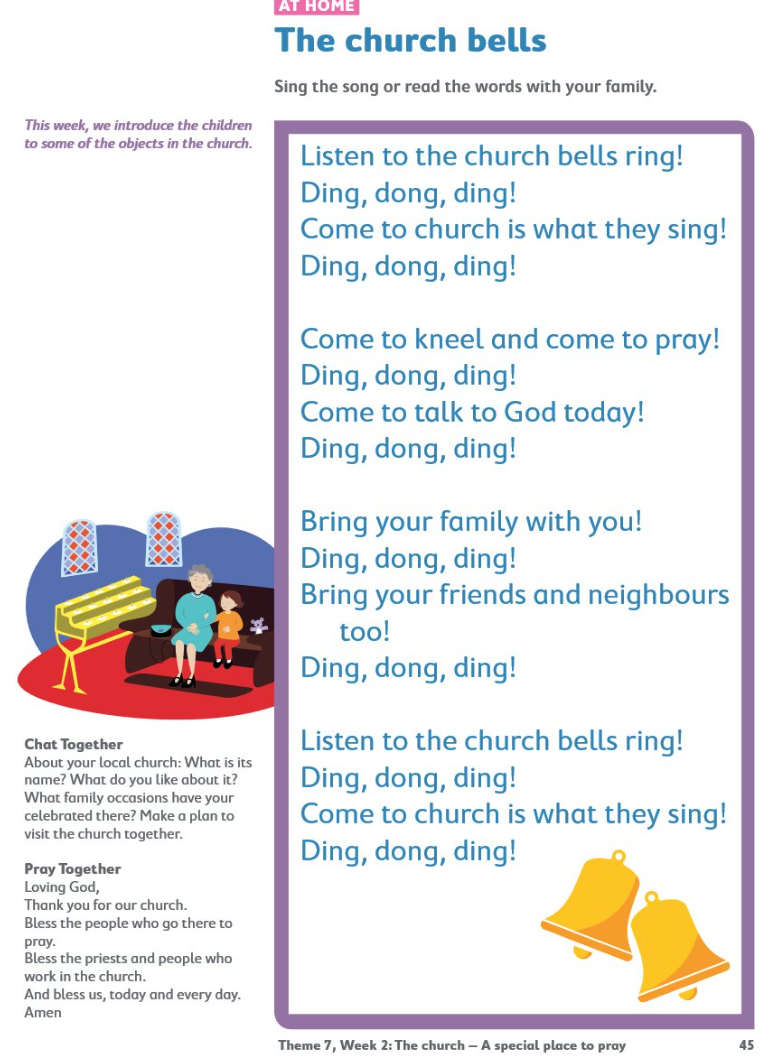 AT HOME
The church bells
Sing the song or read the words with your family.
This week, we introduce the children
to some of the objects in the church.
Listen to the church bells ring!
Ding, dong, ding!
Come to church is what they sing!
Ding, dong, ding!
Come to kneel and come to pray!
Ding, dong, ding!
Come to talk to God today!
Ding, dong, ding!
Bring your family with you!
Ding, dong, ding!
Bring your friends and neighbours
too!
Ding, dong, ding!
Listen to the church bells ring!
Ding, dong, ding!
Come to church is what they sing!
Ding, dong, ding!
Chat Together
About your local church: What is its
name? What do you like about it?
What family occasions have your
celebrated there? Make a plan to
visit the church together.
Pray Together
Loving God,
Thank you for our church.
Bless the people who go there to
pray.
Bless the priests and people who
work in the church.
And bless us, today and every day.
Amen
Theme 7, Week 2: The church – A special place to pray
45